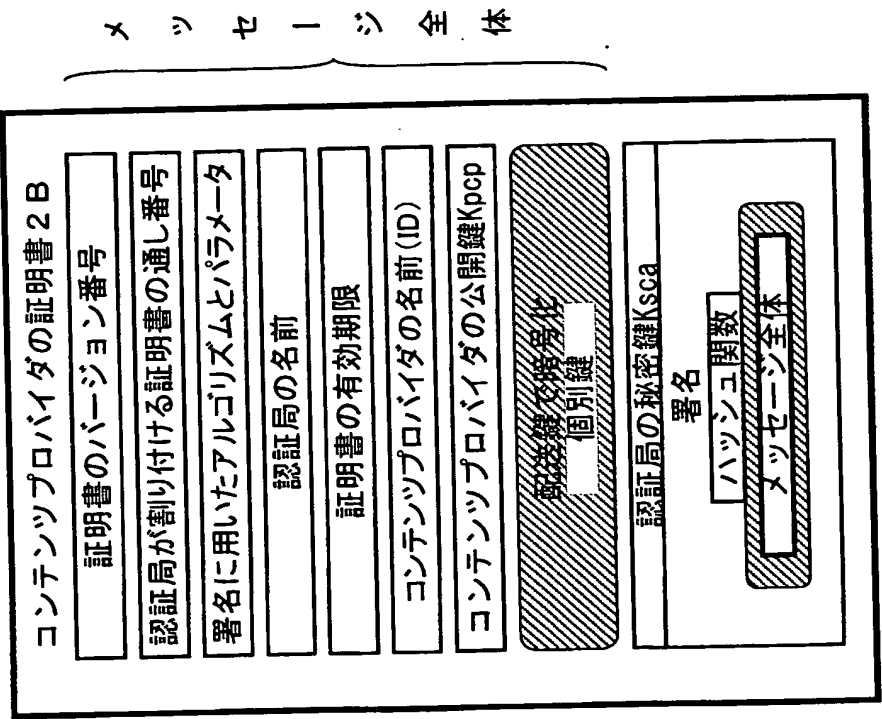 コンテンツプロバイダの証明書2B
証明書のバージョン番号
認証局が割り付ける証明書の通し番号
署名に用いたアルゴリズムとパラメータ
認証局の名前
証明書の有効期限
コンテンツプロバイダの名前(ID)
コンテンツプロバイダの公開鍵Kpcp
配送鍵で暗号化
個別鍵
認証局の秘密鍵Ksca
署名
ハッシュ関数
メッセージ全体
メッセージ全体